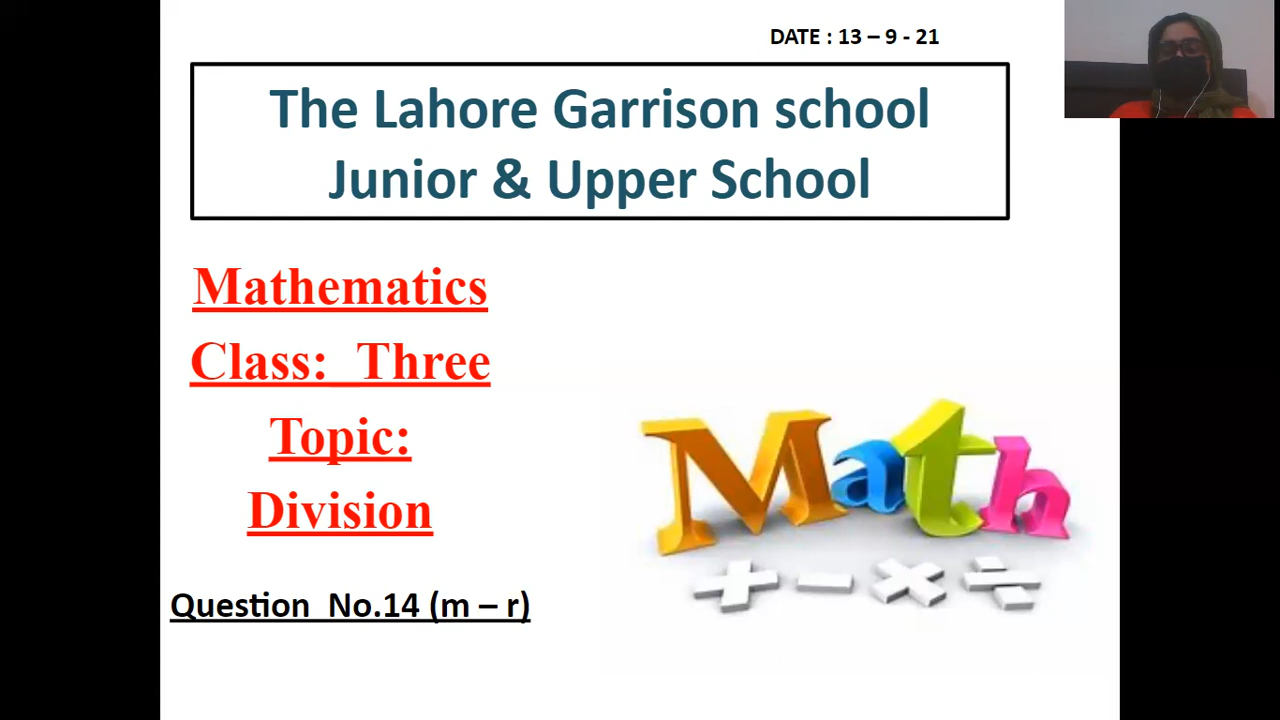 DATE : 13 – 9 - 21
The Lahore Garrison school
Junior & Upper School
Mathematics
Class:  Three
Topic:
Division
Math
Question  No.14 (m – r)